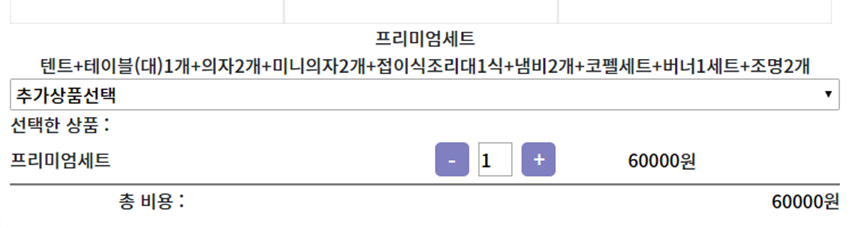 프리미엄세트
텐트+테이블(대)1개+의자2개+미니의자2개+접이식조리대1식+냄비2개+코펠세트+버너1세트+조명2개
추가상품선택
선택한 상품 :
프리미엄세트 - 1 + 60000원
총 비용 : 60000원